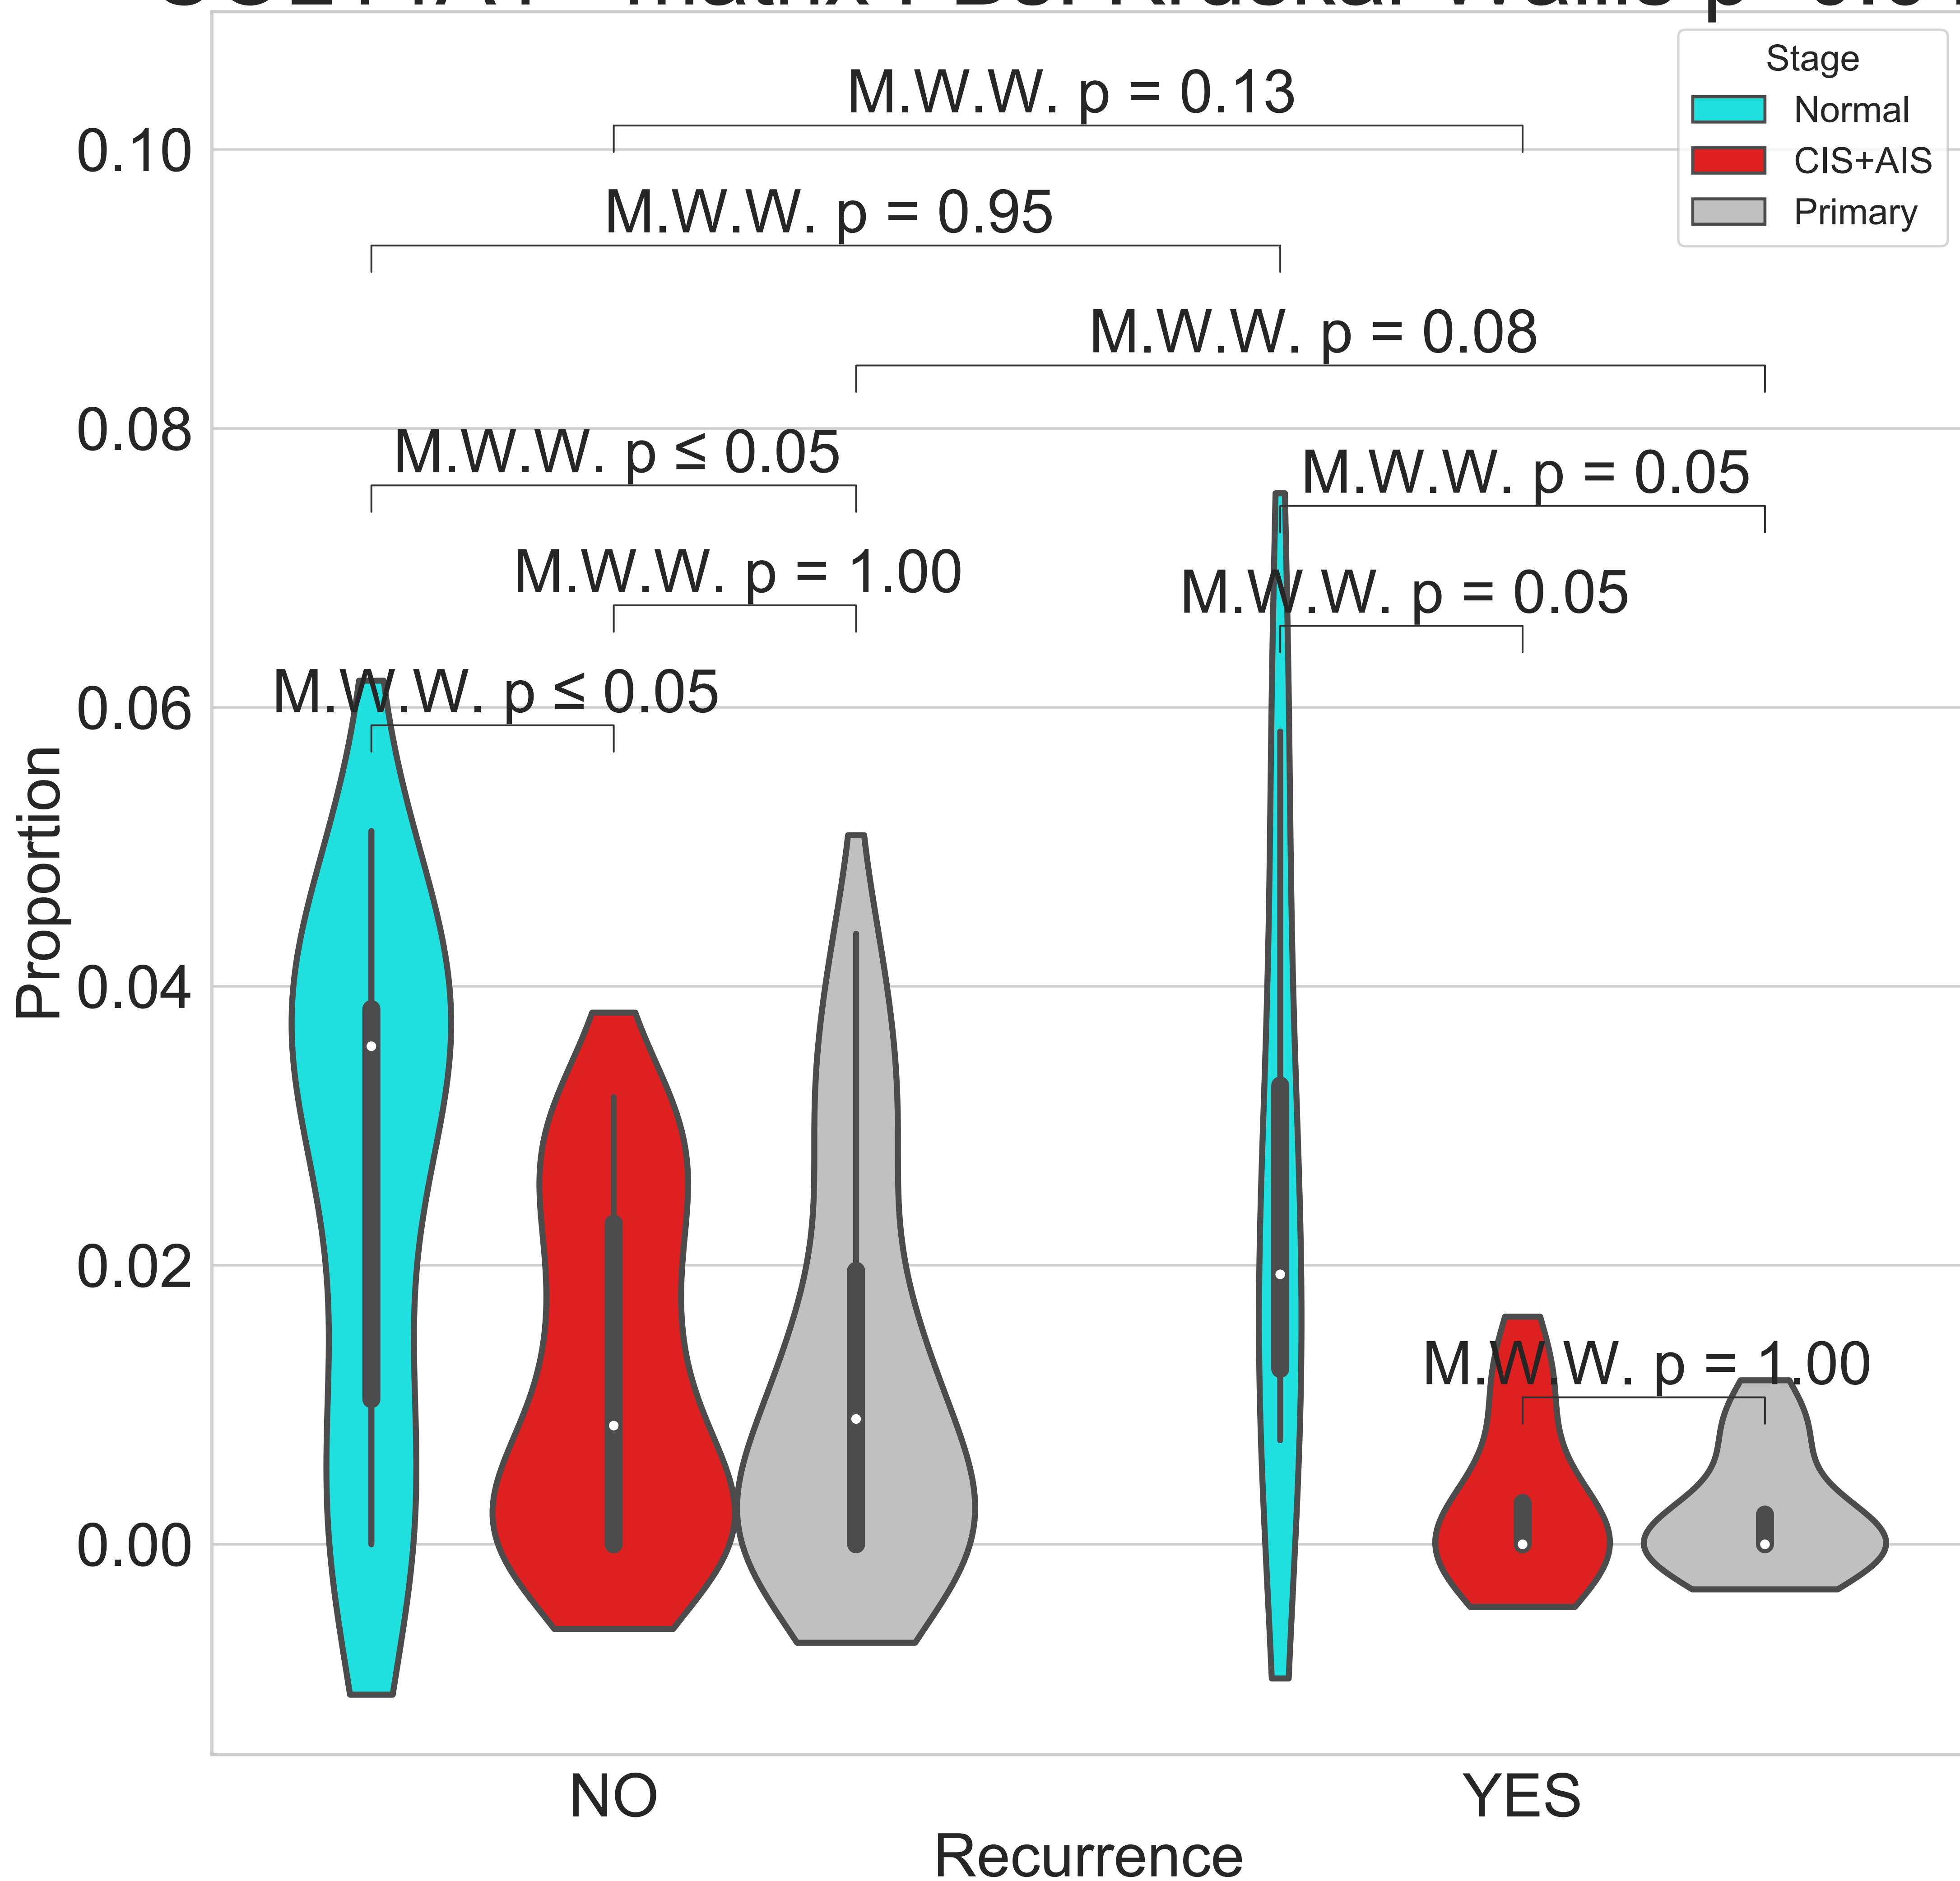 Stage
Normal
CIS+AIS
Primary
M.W.W. p = 0.13
0.10
M.W.W. p = 0.95
M.W.W. p = 0.08
0.08
M.W.W. p ≤ 0.05
M.W.W. p = 0.05
M.W.W. p = 1.00
M.W.W. p = 0.05
M.W.W. p ≤ 0.05
0.06
Proportion
0.04
0.02
M.W.W. p = 1.00
0.00
NO
YES
Recurrence